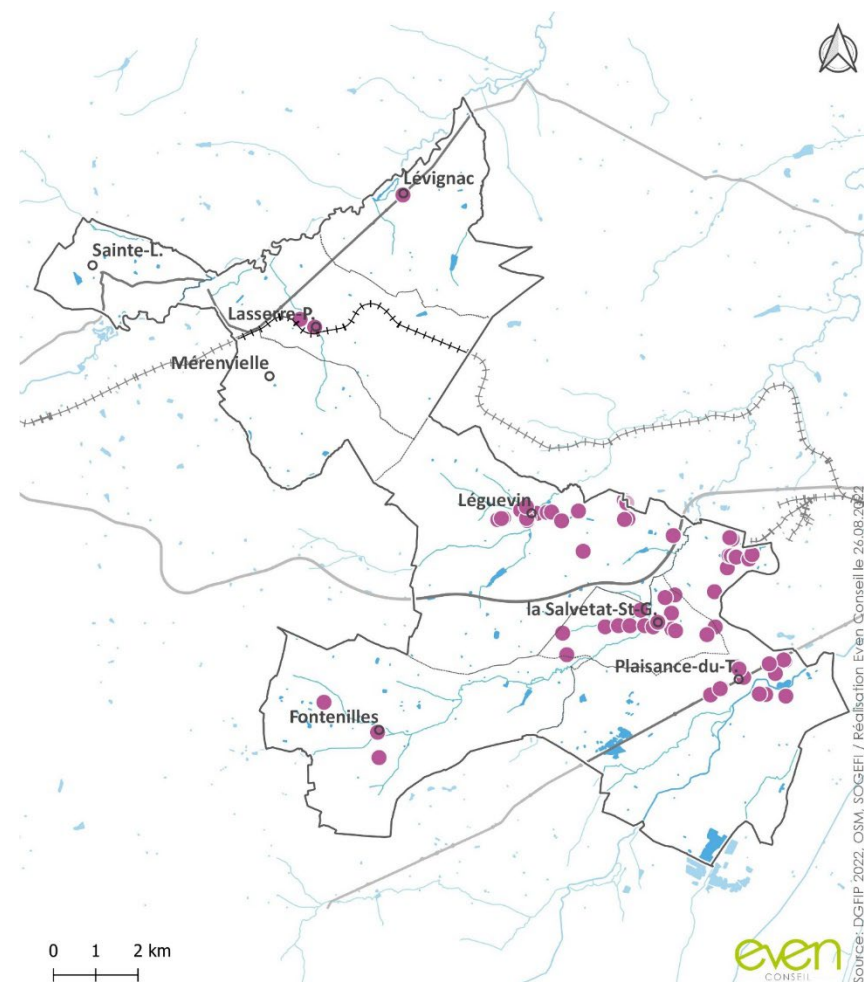 Lévignac
Sainte-L.
Lasserre-P.
Mérenvielle
Léguevin
la Salvetat-St-G.
Plaisance-du-T.
Fontenilles
0 1 2 km
even
CONSEIL
Source: DGFIP 2022, OSM, SOGEFI / Réalisation Even Conseil le 26.08.2022